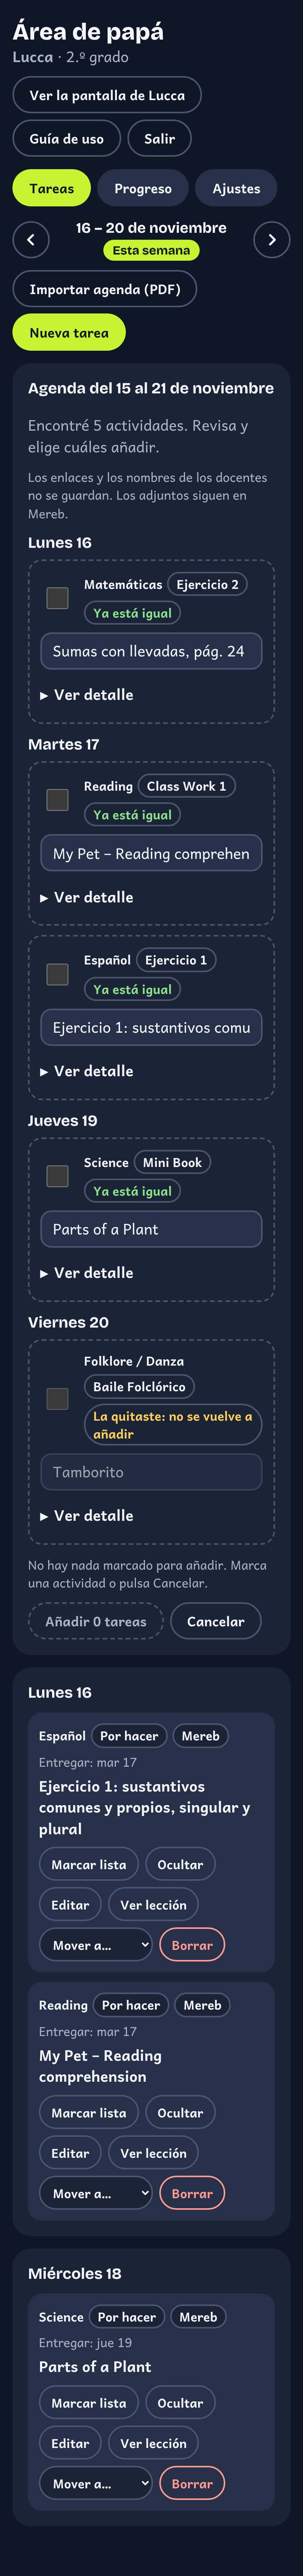 Área de papá
Lucca · 2.º grado
Ver la pantalla de Lucca
Guía de uso
Salir
Tareas
Progreso
Ajustes
16 – 20 de noviembre
Esta semana
Importar agenda (PDF)
Nueva tarea
Agenda del 15 al 21 de noviembre
Encontré 5 actividades. Revisa y
elige cuáles añadir.
Los enlaces y los nombres de los docentes
no se guardan. Los adjuntos siguen en
Mereb.
Lunes 16
Matemáticas Ejercicio 2
Ya está igual
Sumas con llevadas, pág. 24
▸ Ver detalle
Martes 17
Reading Class Work 1
Ya está igual
My Pet – Reading comprehen
▸ Ver detalle
Español Ejercicio 1
Ya está igual
Ejercicio 1: sustantivos comu
▸ Ver detalle
Jueves 19
Science Mini Book
Ya está igual
Parts of a Plant
▸ Ver detalle
Viernes 20
Folklore / Danza
Baile Folclórico
La quitaste: no se vuelve a
añadir
Tamborito
▸ Ver detalle
No hay nada marcado para añadir. Marca
una actividad o pulsa Cancelar.
Añadir 0 tareas
Cancelar
Lunes 16
Español Por hacer Mereb
Entregar: mar 17
Ejercicio 1: sustantivos
comunes y propios, singular y
plural
Marcar lista
Ocultar
Editar
Ver lección
Mover a...
Borrar
Reading Por hacer Mereb
Entregar: mar 17
My Pet – Reading
comprehension
Marcar lista
Ocultar
Editar
Ver lección
Mover a...
Borrar
Miércoles 18
Science Por hacer Mereb
Entregar: jue 19
Parts of a Plant
Marcar lista
Ocultar
Editar
Ver lección
Mover a...
Borrar